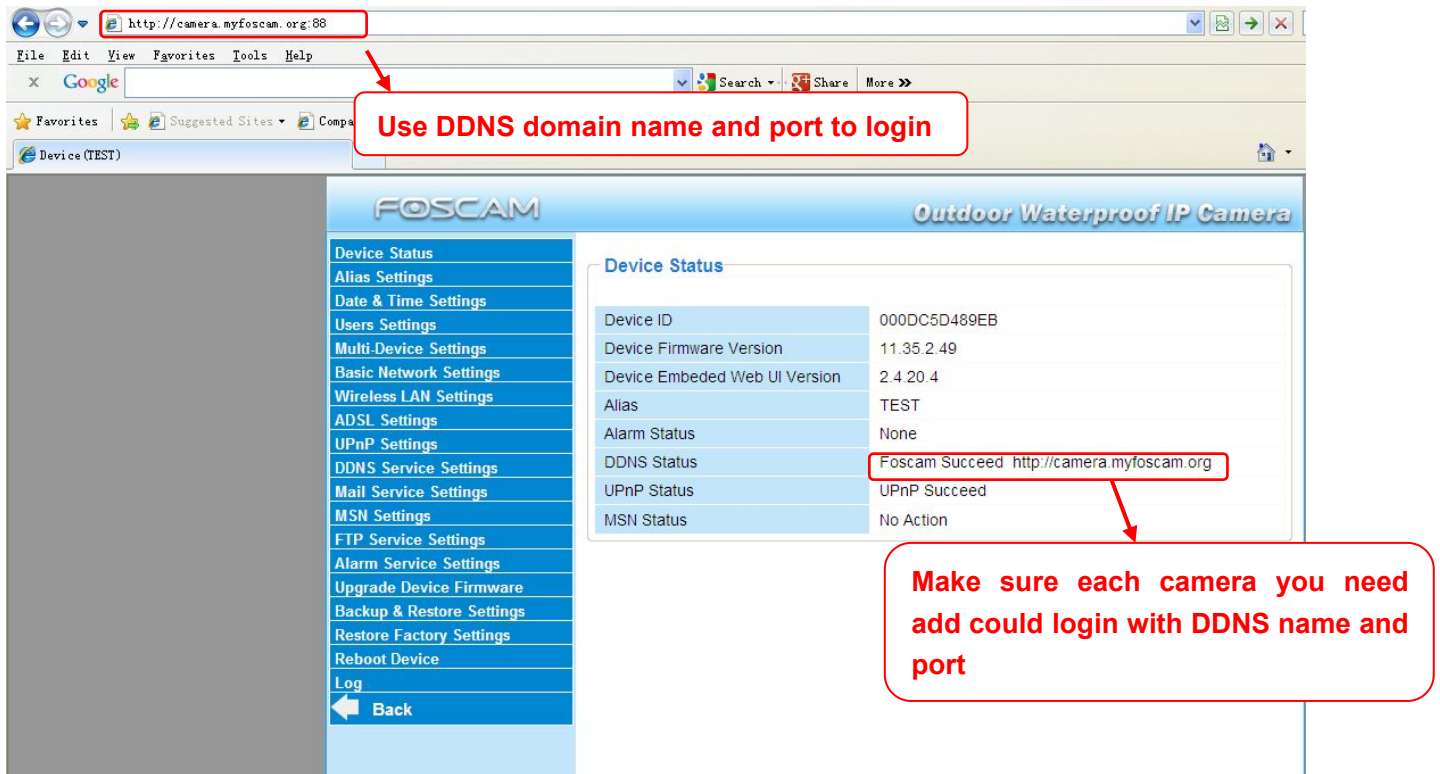 http://camera.myfoscam.org:88
File Edit View Favorites Tools Help
x Google Search Share More »
Favorites Suggested Sites Compa
Use DDNS domain name and port to login
Device(TEST)
FOSCAM
Outdoor Waterproof IP Camera
Device Status
Alias Settings
Date & Time Settings
Users Settings
Multi-Device Settings
Basic Network Settings
Wireless LAN Settings
ADSL Settings
UPnP Settings
DDNS Service Settings
Mail Service Settings
MSN Settings
FTP Service Settings
Alarm Service Settings
Upgrade Device Firmware
Backup & Restore Settings
Restore Factory Settings
Reboot Device
Log
Back
Device Status
Device ID 000DC5D489EB
Device Firmware Version 11.35.2.49
Device Embeded Web UI Version 2.4.20.4
Alias TEST
Alarm Status None
DDNS Status Foscam Succeed http://camera.myfoscam.org
UPnP Status UPnP Succeed
MSN Status No Action
Make sure each camera you need
add could login with DDNS name and
port